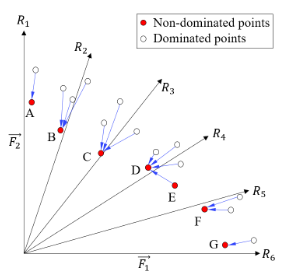 R₁
Non-dominated points
Dominated points
R₂
R₃
A
F₂
B
C
R₄
D
E
R₅
F
G
F₁
R₆